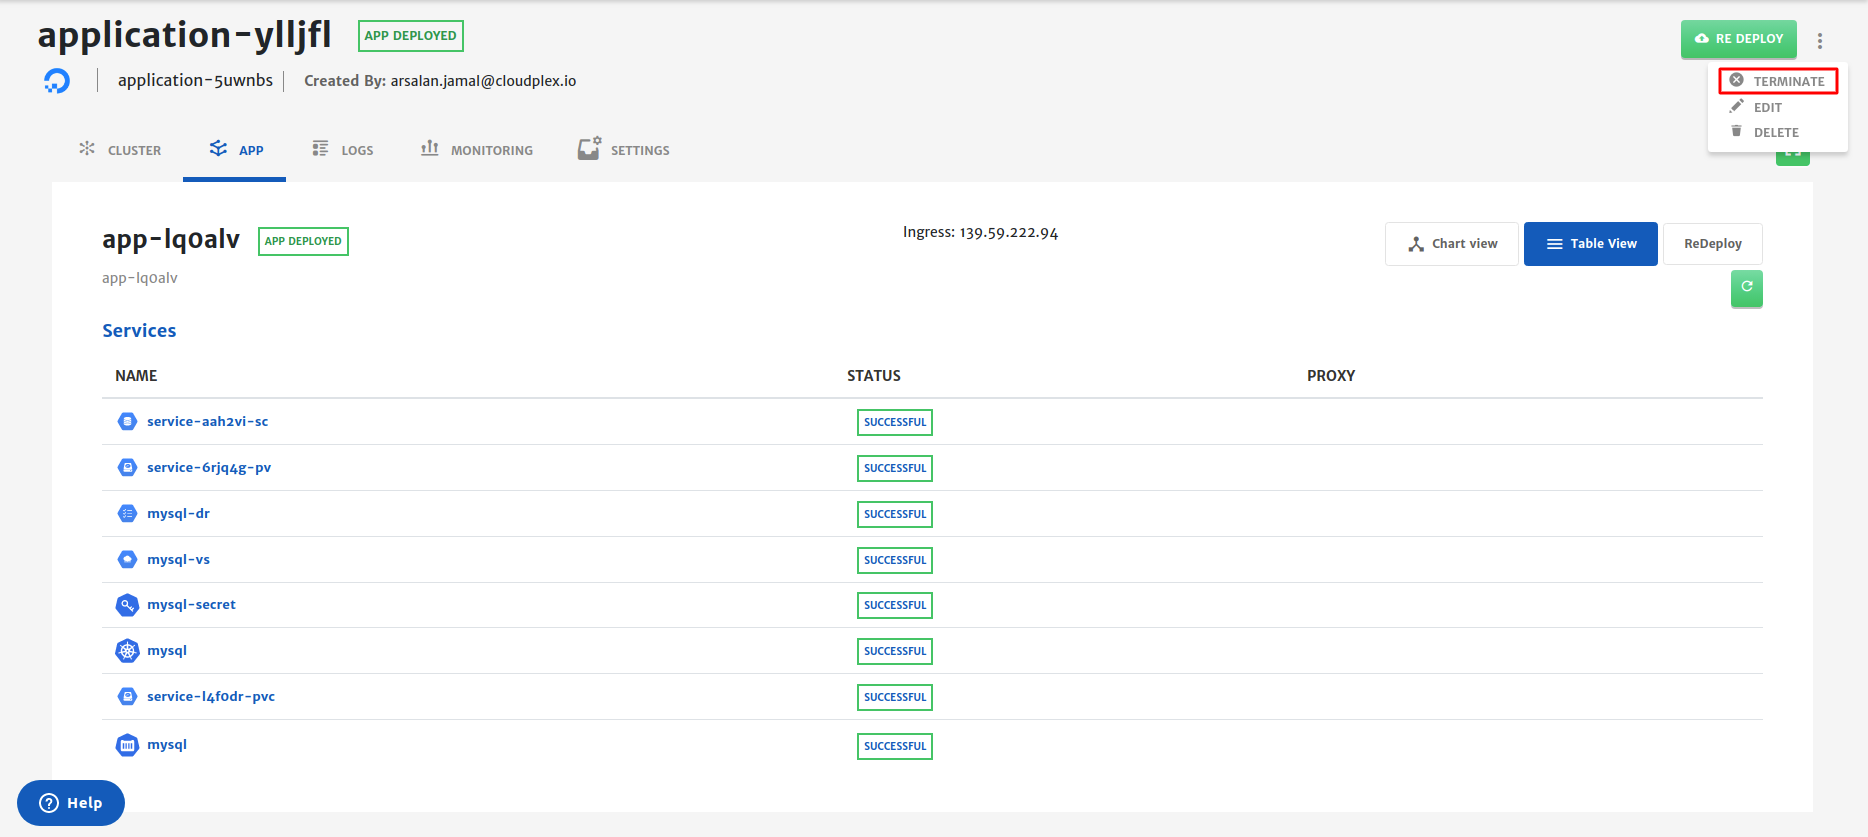 application-ylljfl APP DEPLOYED
RE DEPLOY
application-5uwnbs Created By: arsalan.jamal@cloudplex.io
TERMINATE
EDIT
DELETE
CLUSTER APP LOGS MONITORING SETTINGS
app-lq0alv APP DEPLOYED
Ingress: 139.59.222.94
Chart view Table View ReDeploy
app-lq0alv
Services
NAME STATUS PROXY
service-aah2vi-sc SUCCESSFUL
service-6rjq4g-pv SUCCESSFUL
mysql-dr SUCCESSFUL
mysql-vs SUCCESSFUL
mysql-secret SUCCESSFUL
mysql SUCCESSFUL
service-l4f0dr-pvc SUCCESSFUL
mysql SUCCESSFUL
Help